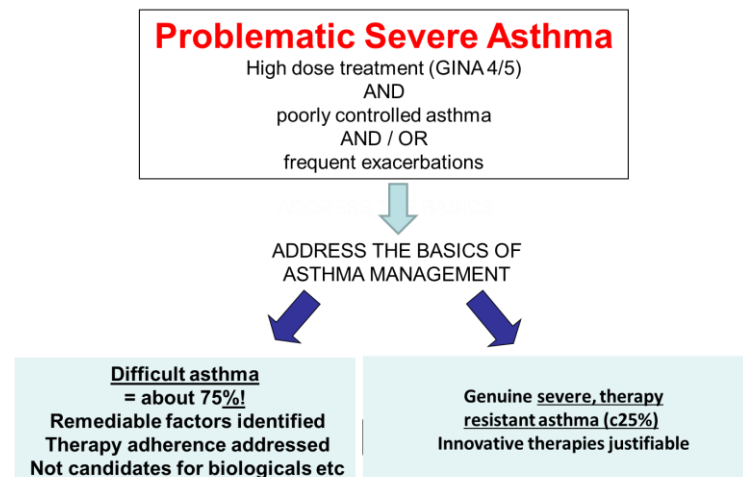 Problematic Severe Asthma
High dose treatment (GINA 4/5)
AND
poorly controlled asthma
AND / OR
frequent exacerbations
ADDRESS THE BASICS OF
ASTHMA MANAGEMENT
Difficult asthma
= about 75%!
Remediable factors identified
Therapy adherence addressed
Not candidates for biologicals etc
Genuine severe, therapy
resistant asthma (c25%)
Innovative therapies justifiable